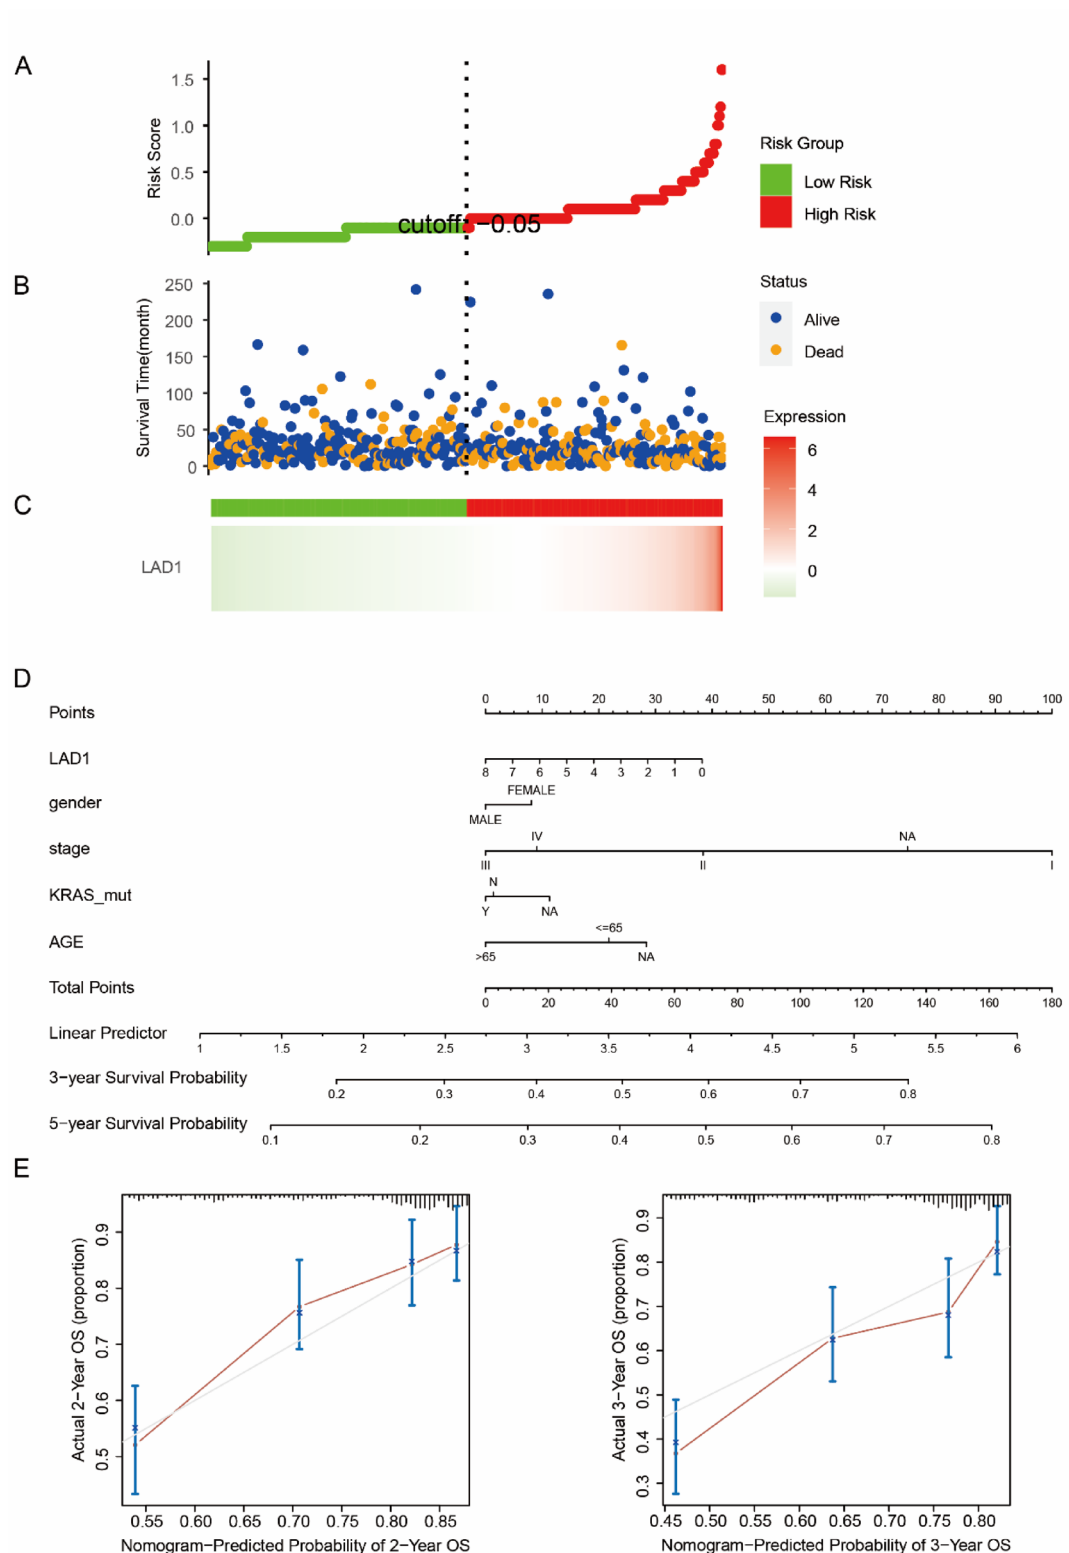 A
Risk Score
1.5
1.0
0.5
0.0
cutoff: −0.05
Risk Group
Low Risk
High Risk
B
Survival Time(month)
250
200
150
100
50
0
Status
Alive
Dead
C
LAD1
Expression
6
4
2
0
D
Points
0 10 20 30 40 50 60 70 80 90 100
LAD1
8 7 6 5 4 3 2 1 0
gender
FEMALE
MALE
stage
IV NA
III II I
KRAS_mut
N
Y NA
AGE
<=65
>65 NA
Total Points
0 20 40 60 80 100 120 140 160 180
Linear Predictor
1 1.5 2 2.5 3 3.5 4 4.5 5 5.5 6
3−year Survival Probability
0.2 0.3 0.4 0.5 0.6 0.7 0.8
5−year Survival Probability
0.1 0.2 0.3 0.4 0.5 0.6 0.7 0.8
E
Actual 2−Year OS (proportion)
0.9
0.8
0.7
0.6
0.5
0.55 0.60 0.65 0.70 0.75 0.80 0.85
Nomogram−Predicted Probability of 2−Year OS
Actual 3−Year OS (proportion)
0.9
0.8
0.7
0.6
0.5
0.4
0.3
0.45 0.50 0.55 0.60 0.65 0.70 0.75 0.80
Nomogram−Predicted Probability of 3−Year OS